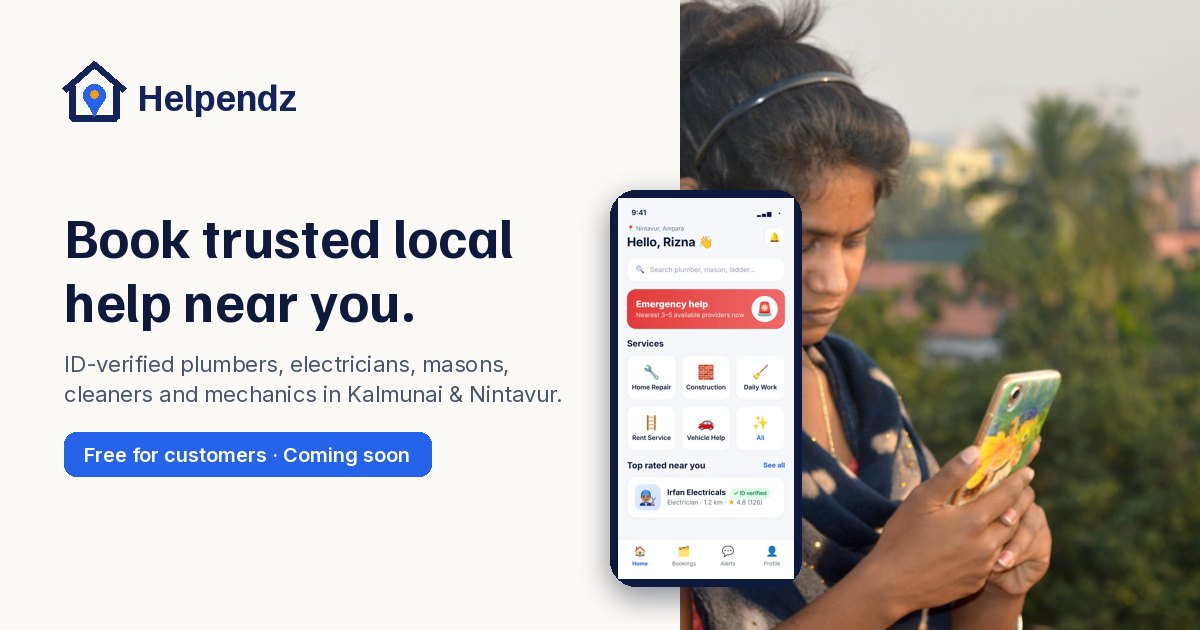 Helpendz
Book trusted local
help near you.
ID-verified plumbers, electricians, masons,
cleaners and mechanics in Kalmunai & Nintavur.
Free for customers · Coming soon
9:41
Nintavur, Ampara
Hello, Rizna 👋
Search plumber, mason, ladder...
Emergency help
Nearest 3–5 available providers now
Services
Home Repair
Construction
Daily Work
Rent Service
Vehicle Help
All
Top rated near you
See all
Irfan Electricals ✓ ID verified
Electrician · 1.2 km · ★ 4.8 (126)
Home
Bookings
Alerts
Profile